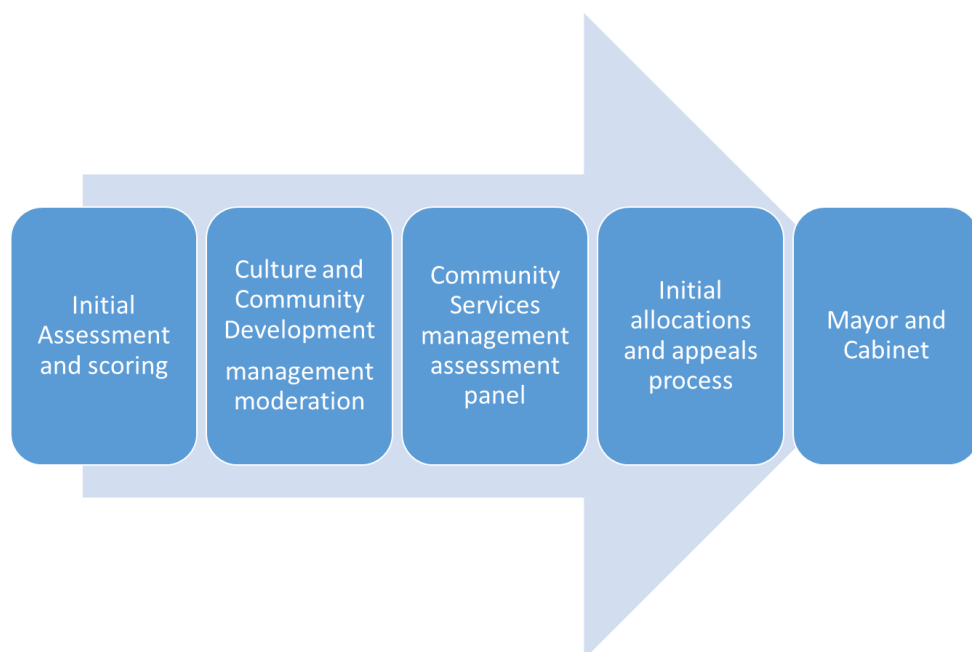 Initial
Assessment
and scoring
Culture and
Community
Development
management
moderation
Community
Services
management
assessment
panel
Initial
allocations
and appeals
process
Mayor and
Cabinet